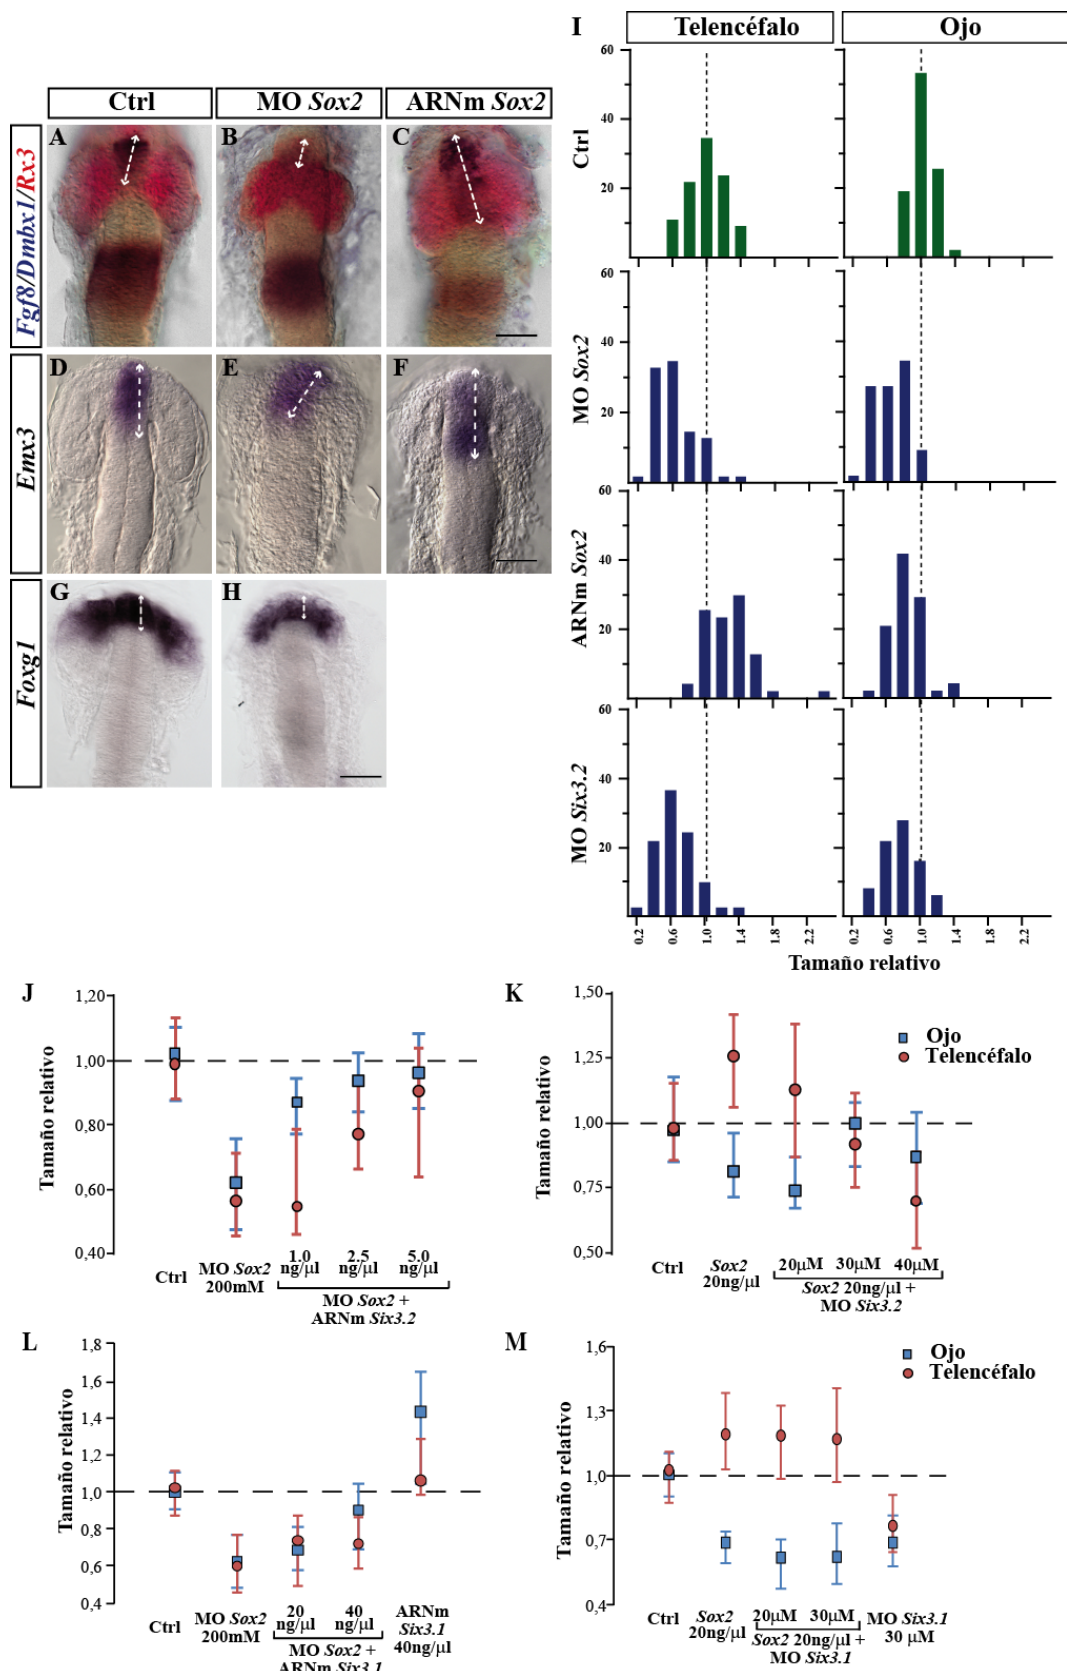 Ctrl
MO Sox2
ARNm Sox2
Fgf8/Dmbx1/Rx3
A
B
C
Emx3
D
E
F
Foxg1
G
H
I
Telencéfalo
Ojo
Ctrl
60
40
20
MO Sox2
60
40
20
ARNm Sox2
60
40
20
MO Six3.2
60
40
20
0.2 0.6 1.0 1.4 1.8 2.2
0.2 0.6 1.0 1.4 1.8 2.2
Tamaño relativo
J
Tamaño relativo
1,20
1,00
0,80
0,60
0,40
Ctrl
MO Sox2
200mM
1.0
ng/µl
2.5
ng/µl
5.0
ng/µl
MO Sox2 +
ARNm Six3.2
K
Tamaño relativo
1,50
1,25
1,00
0,75
0,50
Ojo
Telencéfalo
Ctrl
Sox2
20ng/µl
20µM
30µM
40µM
Sox2 20ng/µl +
MO Six3.2
L
Tamaño relativo
1,8
1,6
1,4
1,0
0,8
0,6
0,4
Ctrl
MO Sox2
200mM
20
ng/µl
40
ng/µl
MO Sox2 +
ARNm Six3.1
ARNm
Six3.1
40ng/µl
M
Tamaño relativo
1,6
1,3
1,0
0,7
0,4
Ojo
Telencéfalo
Ctrl
Sox2
20ng/µl
20µM
30µM
Sox2 20ng/µl +
MO Six3.1
MO Six3.1
30 µM